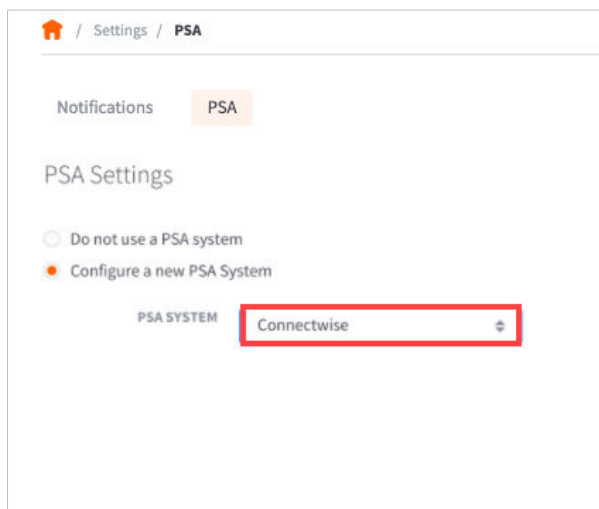 / Settings / PSA
Notifications PSA
PSA Settings
Do not use a PSA system
Configure a new PSA System
PSA SYSTEM Connectwise